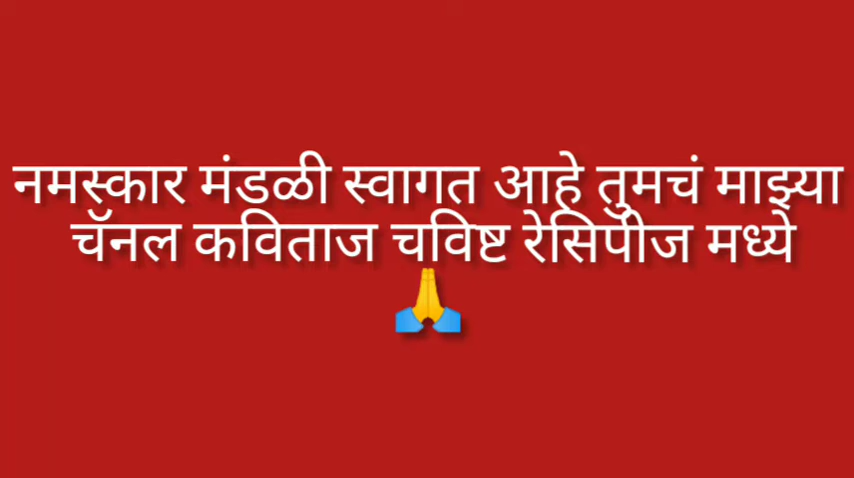 नमस्कार मंडळी स्वागत आहे तुमचं माझ्या
चॅनल कविताज चविष्ट रेसिपीज मध्ये
🙏